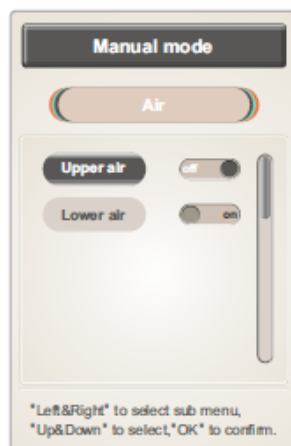 Manual mode
Air
Upper air off
Lower air on
"Left&Right" to select sub menu,
"Up&Down" to select,"OK" to confirm.